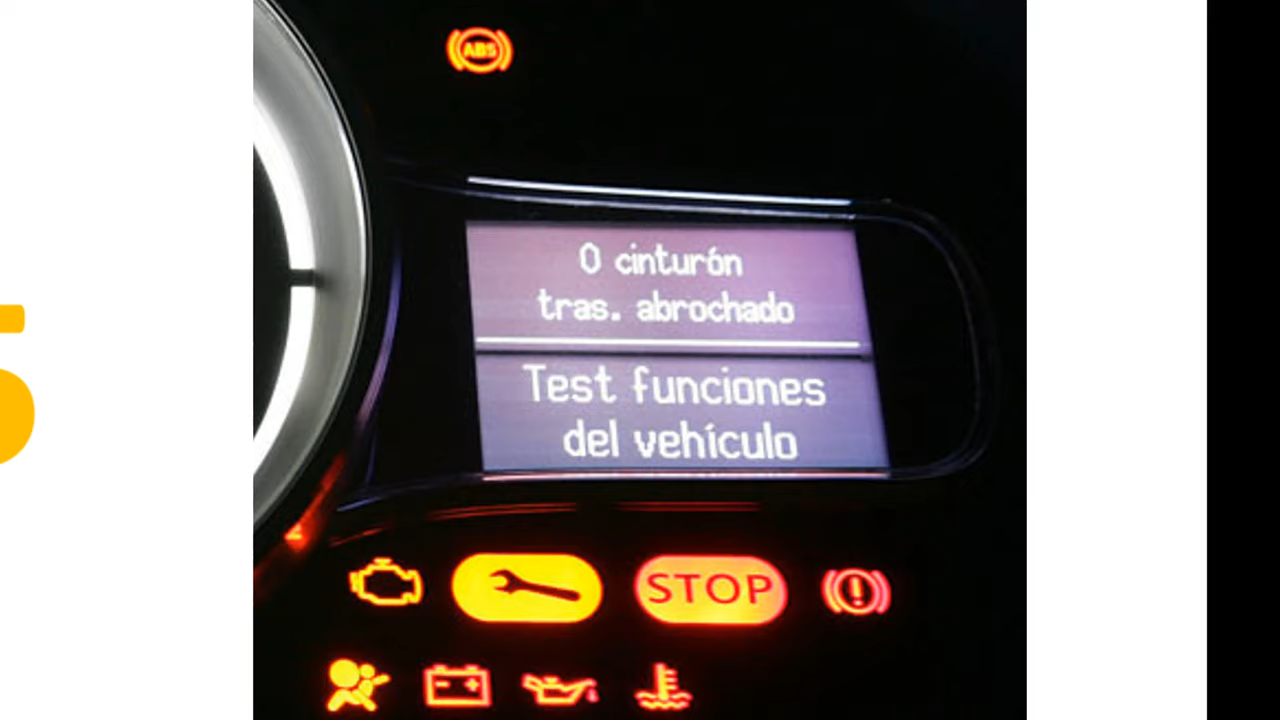 ABS
0 cinturón
tras. abrochado
Test funciones
del vehículo
STOP